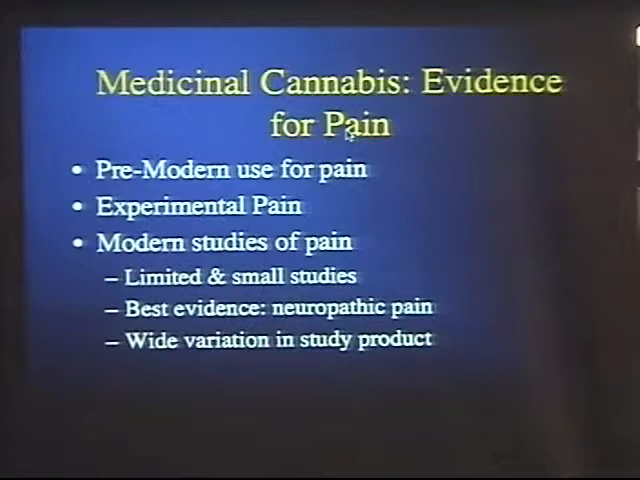 Medicinal Cannabis: Evidence
for Pain
• Pre-Modern use for pain
• Experimental Pain
• Modern studies of pain
– Limited & small studies
– Best evidence: neuropathic pain
– Wide variation in study product